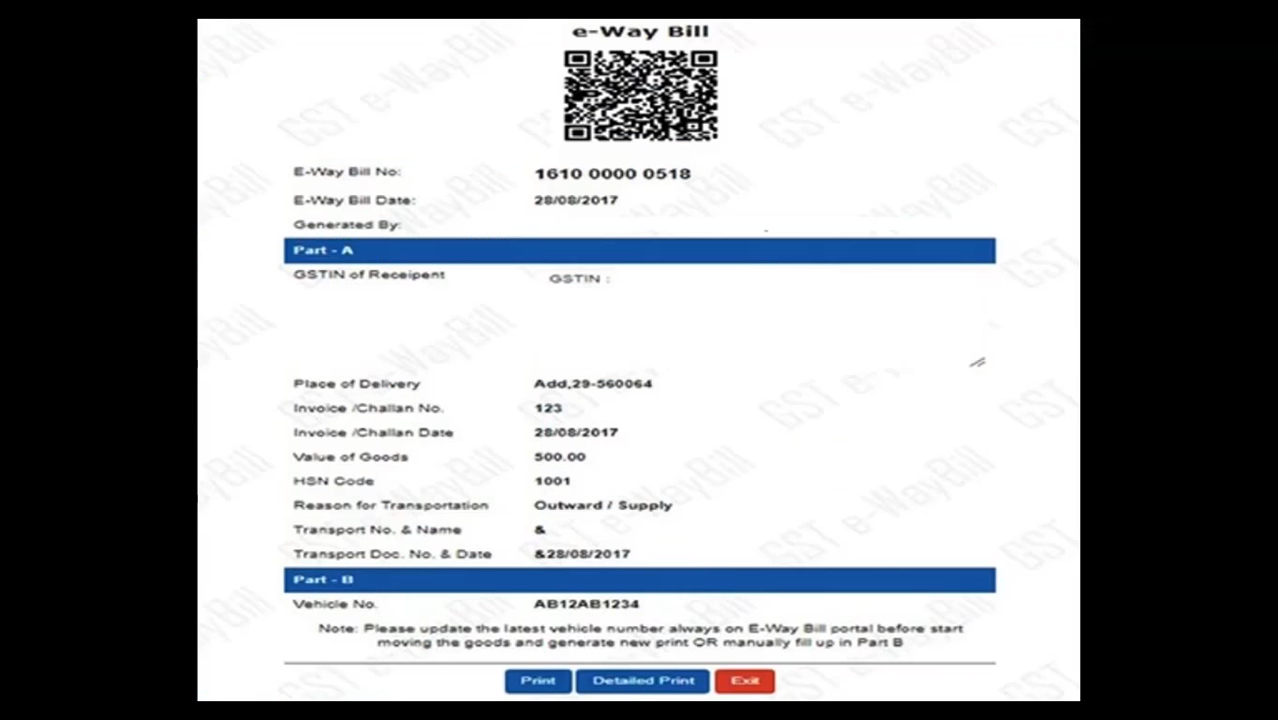 e-Way Bill
E-Way Bill No: 1610 0000 0518
E-Way Bill Date: 28/08/2017
Generated By:
Part - A
GSTIN of Receipent GSTIN :
Place of Delivery Add,29-560064
Invoice /Challan No. 123
Invoice /Challan Date 28/08/2017
Value of Goods 500.00
HSN Code 1001
Reason for Transportation Outward / Supply
Transport No. & Name &
Transport Doc. No. & Date &28/08/2017
Part - B
Vehicle No. AB12AB1234
Note: Please update the latest vehicle number always on E-Way Bill portal before start
moving the goods and generate new print OR manually fill up in Part B
Print Detailed Print Exit
GST e-WayBill